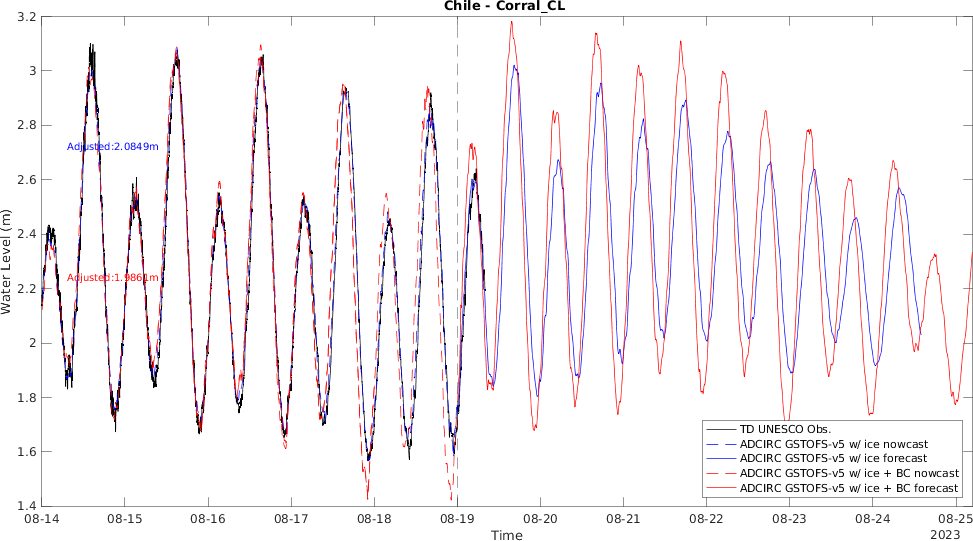 Chile - Corral_CL
3.2
3
2.8
2.6
2.4
2.2
2
1.8
1.6
1.4
Water Level (m)
Adjusted:2.0849m
Adjusted:1.9861m
TD UNESCO Obs.
ADCIRC GSTOFS-v5 w/ ice nowcast
ADCIRC GSTOFS-v5 w/ ice forecast
ADCIRC GSTOFS-v5 w/ ice + BC nowcast
ADCIRC GSTOFS-v5 w/ ice + BC forecast
08-14 08-15 08-16 08-17 08-18 08-19 08-20 08-21 08-22 08-23 08-24 08-25
Time
2023